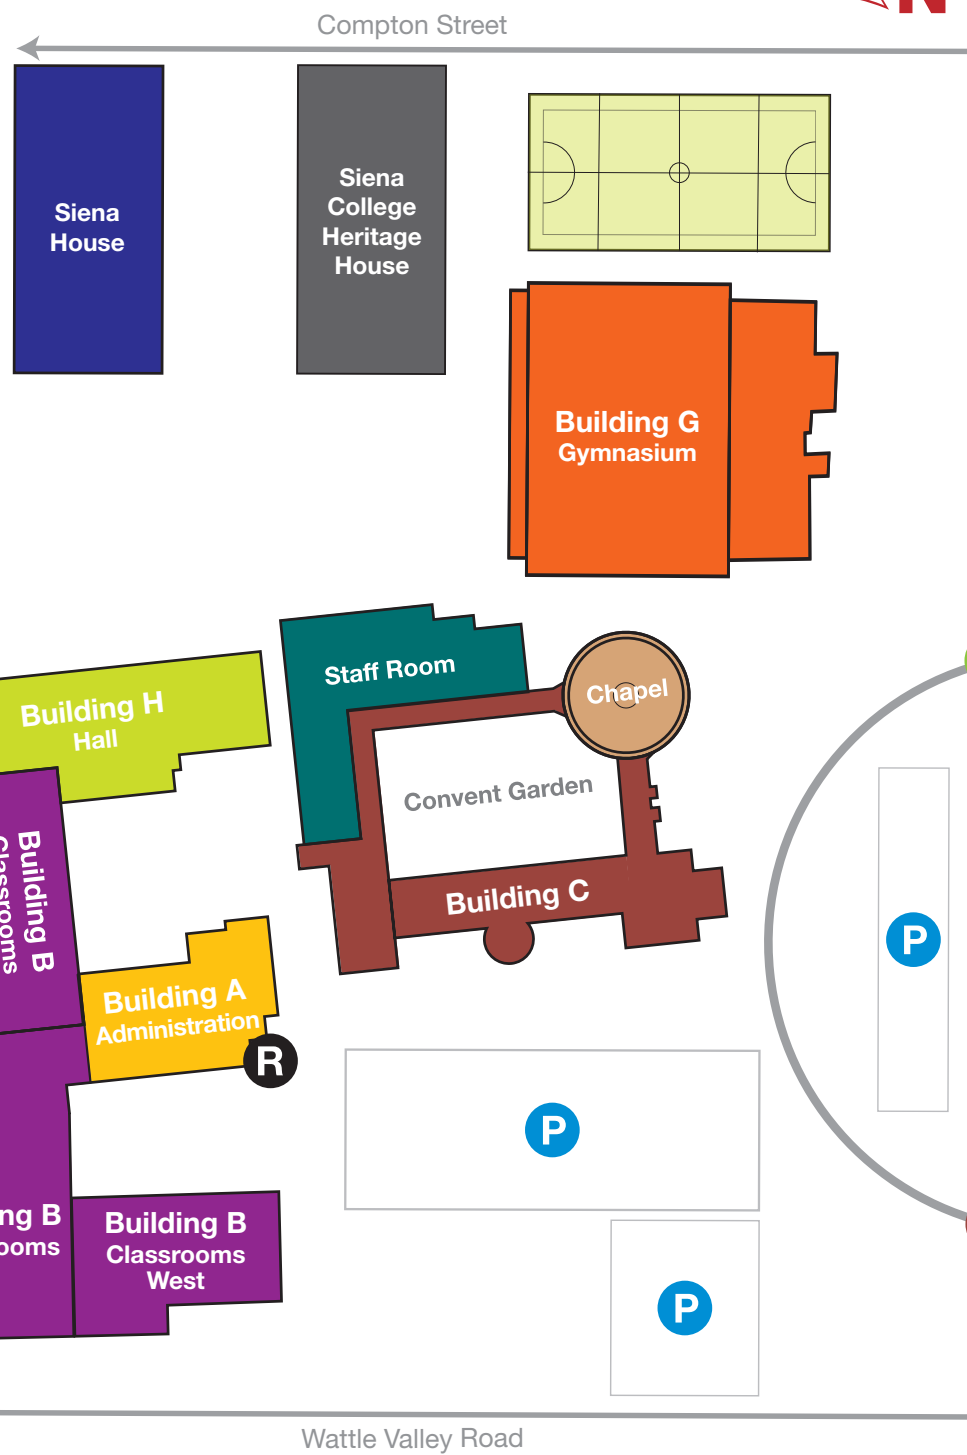 Compton Street
N
Siena
House
Siena
College
Heritage
House
Building G
Gymnasium
Staff Room
Chapel
Building H
Hall
Convent Garden
Building B
Classrooms
Building C
P
Building A
Administration
R
P
ng B
ooms
Building B
Classrooms
West
P
Wattle Valley Road